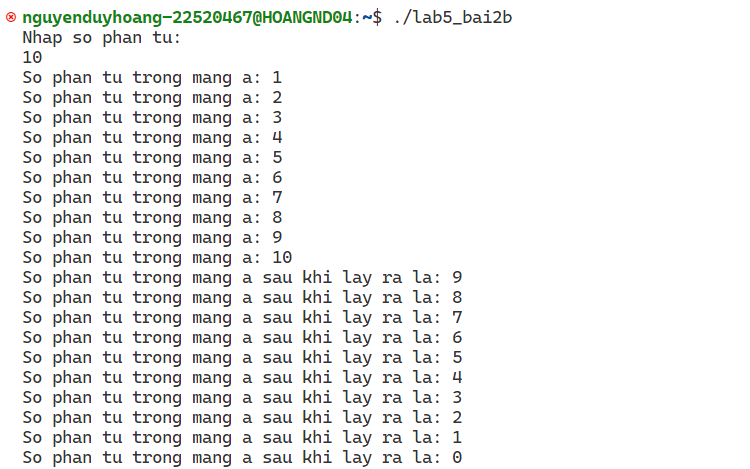 nguyenduyhoang-22520467@HOANGND04:~$ ./lab5_bai2b
Nhap so phan tu:
10
So phan tu trong mang a: 1
So phan tu trong mang a: 2
So phan tu trong mang a: 3
So phan tu trong mang a: 4
So phan tu trong mang a: 5
So phan tu trong mang a: 6
So phan tu trong mang a: 7
So phan tu trong mang a: 8
So phan tu trong mang a: 9
So phan tu trong mang a: 10
So phan tu trong mang a sau khi lay ra la: 9
So phan tu trong mang a sau khi lay ra la: 8
So phan tu trong mang a sau khi lay ra la: 7
So phan tu trong mang a sau khi lay ra la: 6
So phan tu trong mang a sau khi lay ra la: 5
So phan tu trong mang a sau khi lay ra la: 4
So phan tu trong mang a sau khi lay ra la: 3
So phan tu trong mang a sau khi lay ra la: 2
So phan tu trong mang a sau khi lay ra la: 1
So phan tu trong mang a sau khi lay ra la: 0